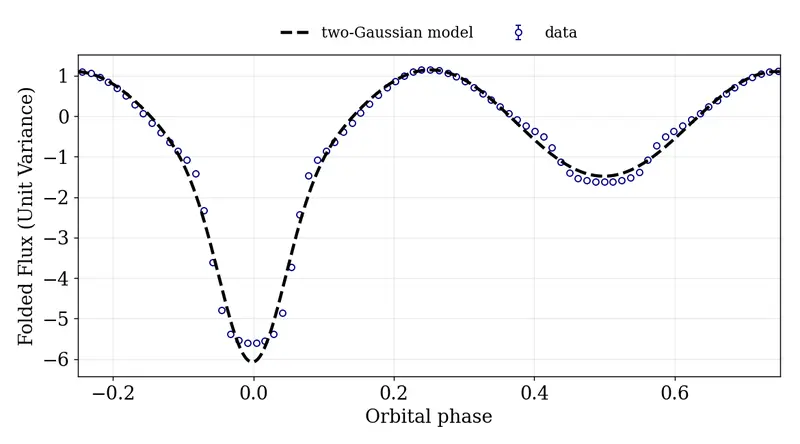 two-Gaussian model data
Folded Flux (Unit Variance)
1
0
−1
−2
−3
−4
−5
−6
−0.2 0.0 0.2 0.4 0.6
Orbital phase